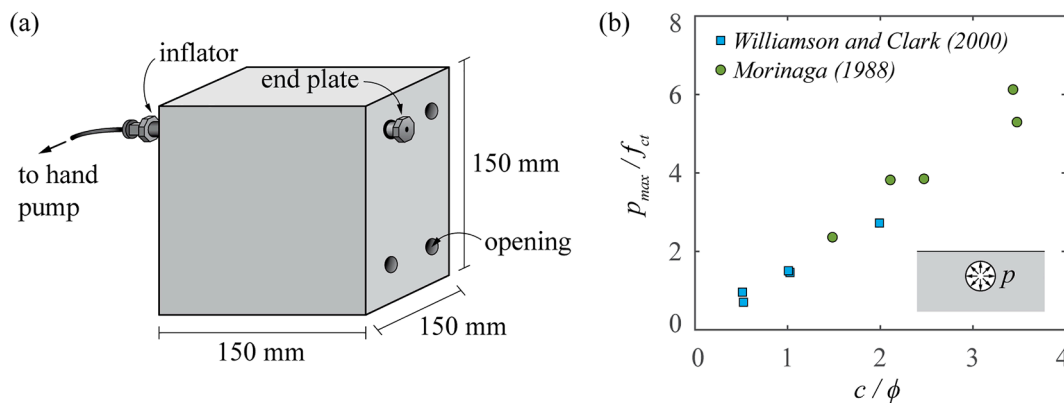 (a)
inflator
end plate
to hand
pump
150 mm
opening
150 mm
150 mm
(b)
8
6
4
2
0
p_max / f_ct
Williamson and Clark (2000)
Morinaga (1988)
p
0 1 2 3 4
c / ϕ